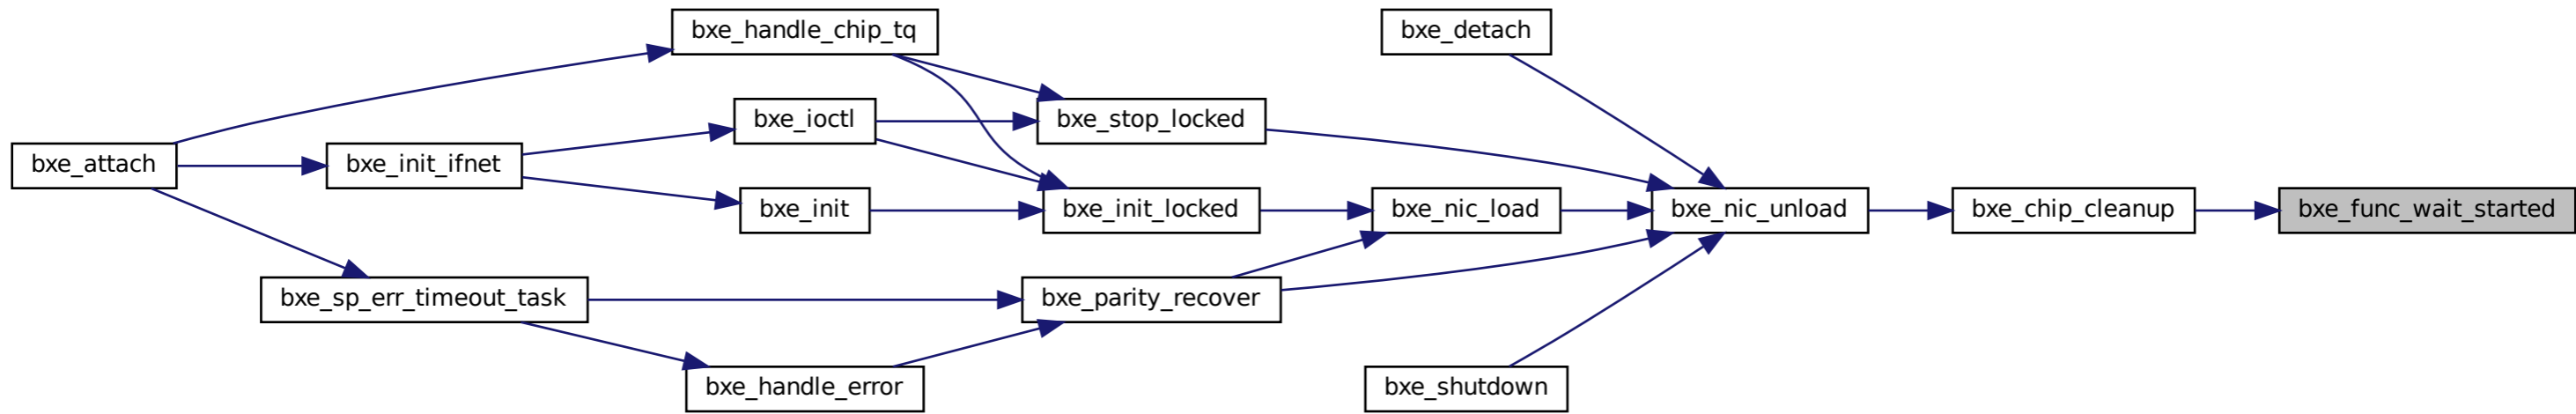 bxe_handle_chip_tq
bxe_detach
bxe_ioctl
bxe_stop_locked
bxe_attach
bxe_init_ifnet
bxe_init
bxe_init_locked
bxe_nic_load
bxe_nic_unload
bxe_chip_cleanup
bxe_func_wait_started
bxe_sp_err_timeout_task
bxe_parity_recover
bxe_handle_error
bxe_shutdown